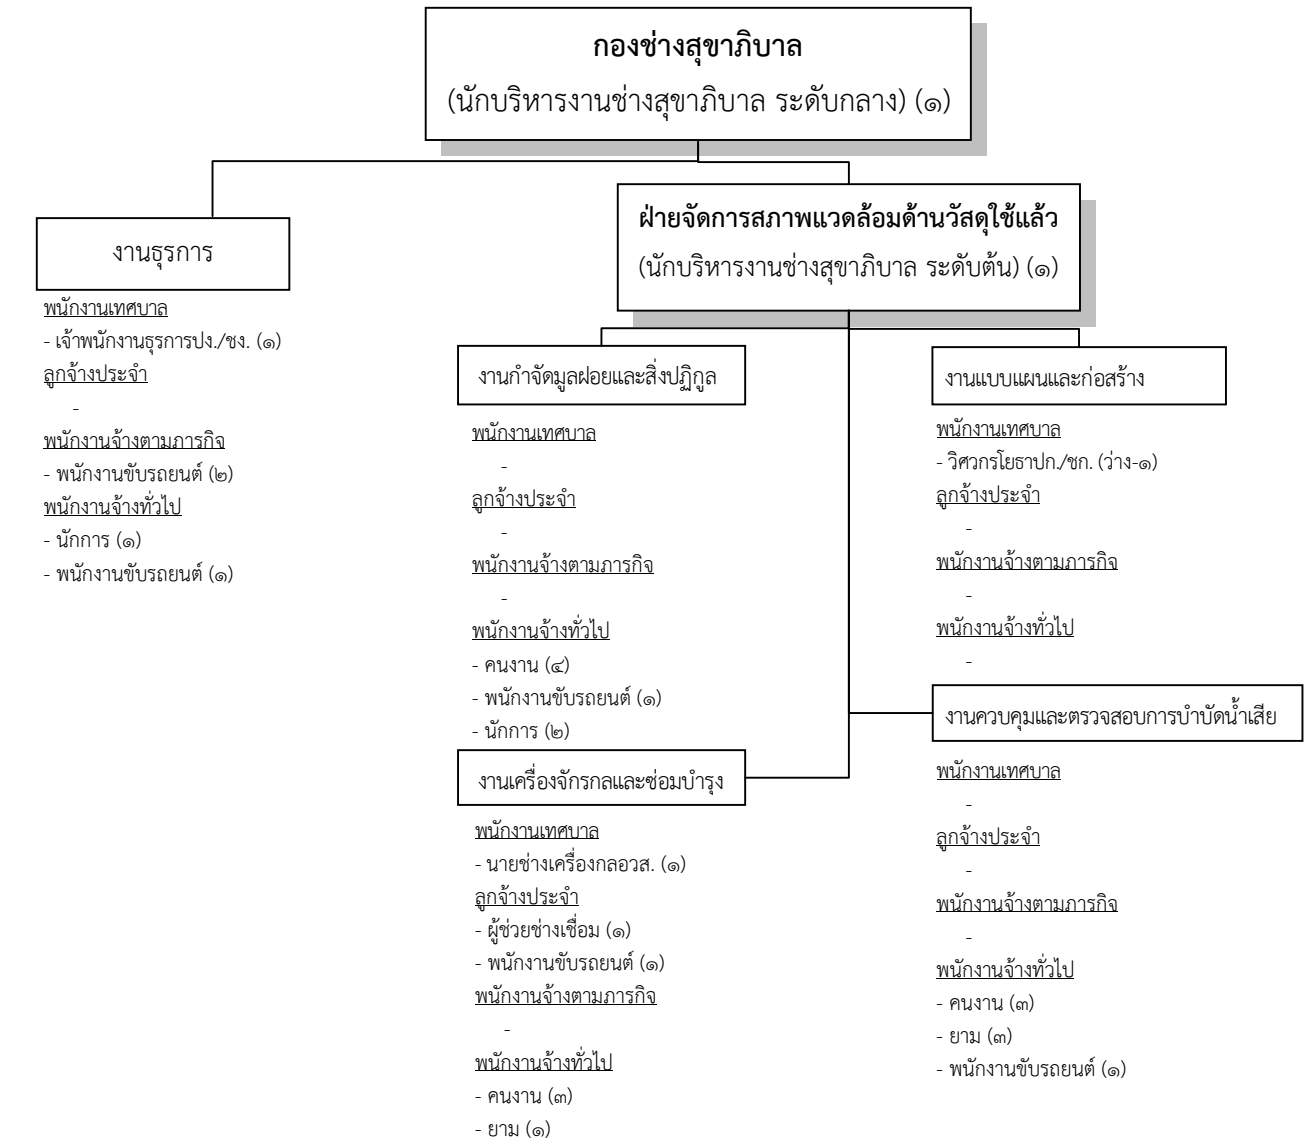 กองช่างสุขาภิบาล
(นักบริหารงานช่างสุขาภิบาล ระดับกลาง) (๑)
งานธุรการ
พนักงานเทศบาล
- เจ้าพนักงานธุรการปง./ชง. (๑)
ลูกจ้างประจำ
-
พนักงานจ้างตามภารกิจ
- พนักงานขับรถยนต์ (๒)
พนักงานจ้างทั่วไป
- นักการ (๑)
- พนักงานขับรถยนต์ (๑)
ฝ่ายจัดการสภาพแวดล้อมด้านวัสดุใช้แล้ว
(นักบริหารงานช่างสุขาภิบาล ระดับต้น) (๑)
งานกำจัดมูลฝอยและสิ่งปฏิกูล
พนักงานเทศบาล
-
ลูกจ้างประจำ
-
พนักงานจ้างตามภารกิจ
-
พนักงานจ้างทั่วไป
- คนงาน (๔)
- พนักงานขับรถยนต์ (๑)
- นักการ (๒)
งานเครื่องจักรกลและซ่อมบำรุง
พนักงานเทศบาล
- นายช่างเครื่องกลอวส. (๑)
ลูกจ้างประจำ
- ผู้ช่วยช่างเชื่อม (๑)
- พนักงานขับรถยนต์ (๑)
พนักงานจ้างตามภารกิจ
-
พนักงานจ้างทั่วไป
- คนงาน (๓)
- ยาม (๑)
งานแบบแผนและก่อสร้าง
พนักงานเทศบาล
- วิศวกรโยธาปก./ชก. (ว่าง-๑)
ลูกจ้างประจำ
-
พนักงานจ้างตามภารกิจ
-
พนักงานจ้างทั่วไป
-
งานควบคุมและตรวจสอบการบำบัดน้ำเสีย
พนักงานเทศบาล
-
ลูกจ้างประจำ
-
พนักงานจ้างตามภารกิจ
-
พนักงานจ้างทั่วไป
- คนงาน (๓)
- ยาม (๓)
- พนักงานขับรถยนต์ (๑)